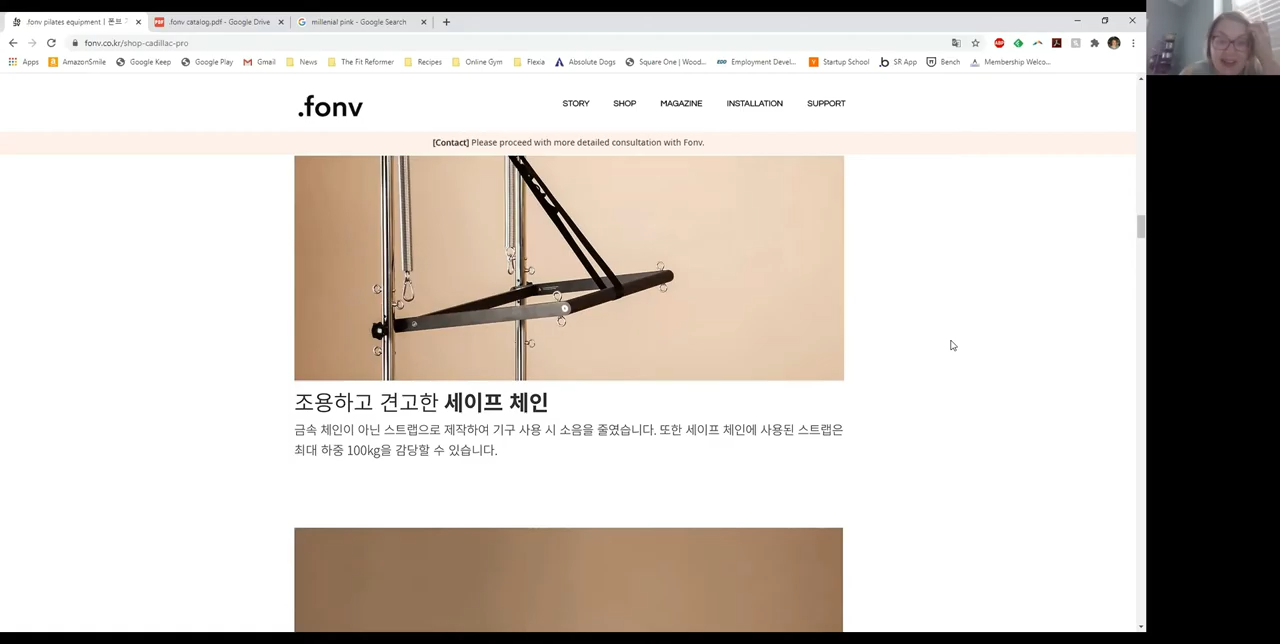 .fonv pilates equipment | 폰브
.fonv catalog.pdf - Google Drive
millenial pink - Google Search
fonv.co.kr/shop-cadillac-pro
Apps
AmazonSmile
Google Keep
Google Play
Gmail
News
The Fit Reformer
Recipes
Online Gym
Flexia
Absolute Dogs
Square One | Wood...
Employment Devel...
Startup School
SR App
Bench
Membership Welco...
.fonv
STORY
SHOP
MAGAZINE
INSTALLATION
SUPPORT
[Contact] Please proceed with more detailed consultation with Fonv.
조용하고 견고한 세이프 체인
금속 체인이 아닌 스트랩으로 제작하여 기구 사용 시 소음을 줄였습니다. 또한 세이프 체인에 사용된 스트랩은
최대 하중 100kg을 감당할 수 있습니다.